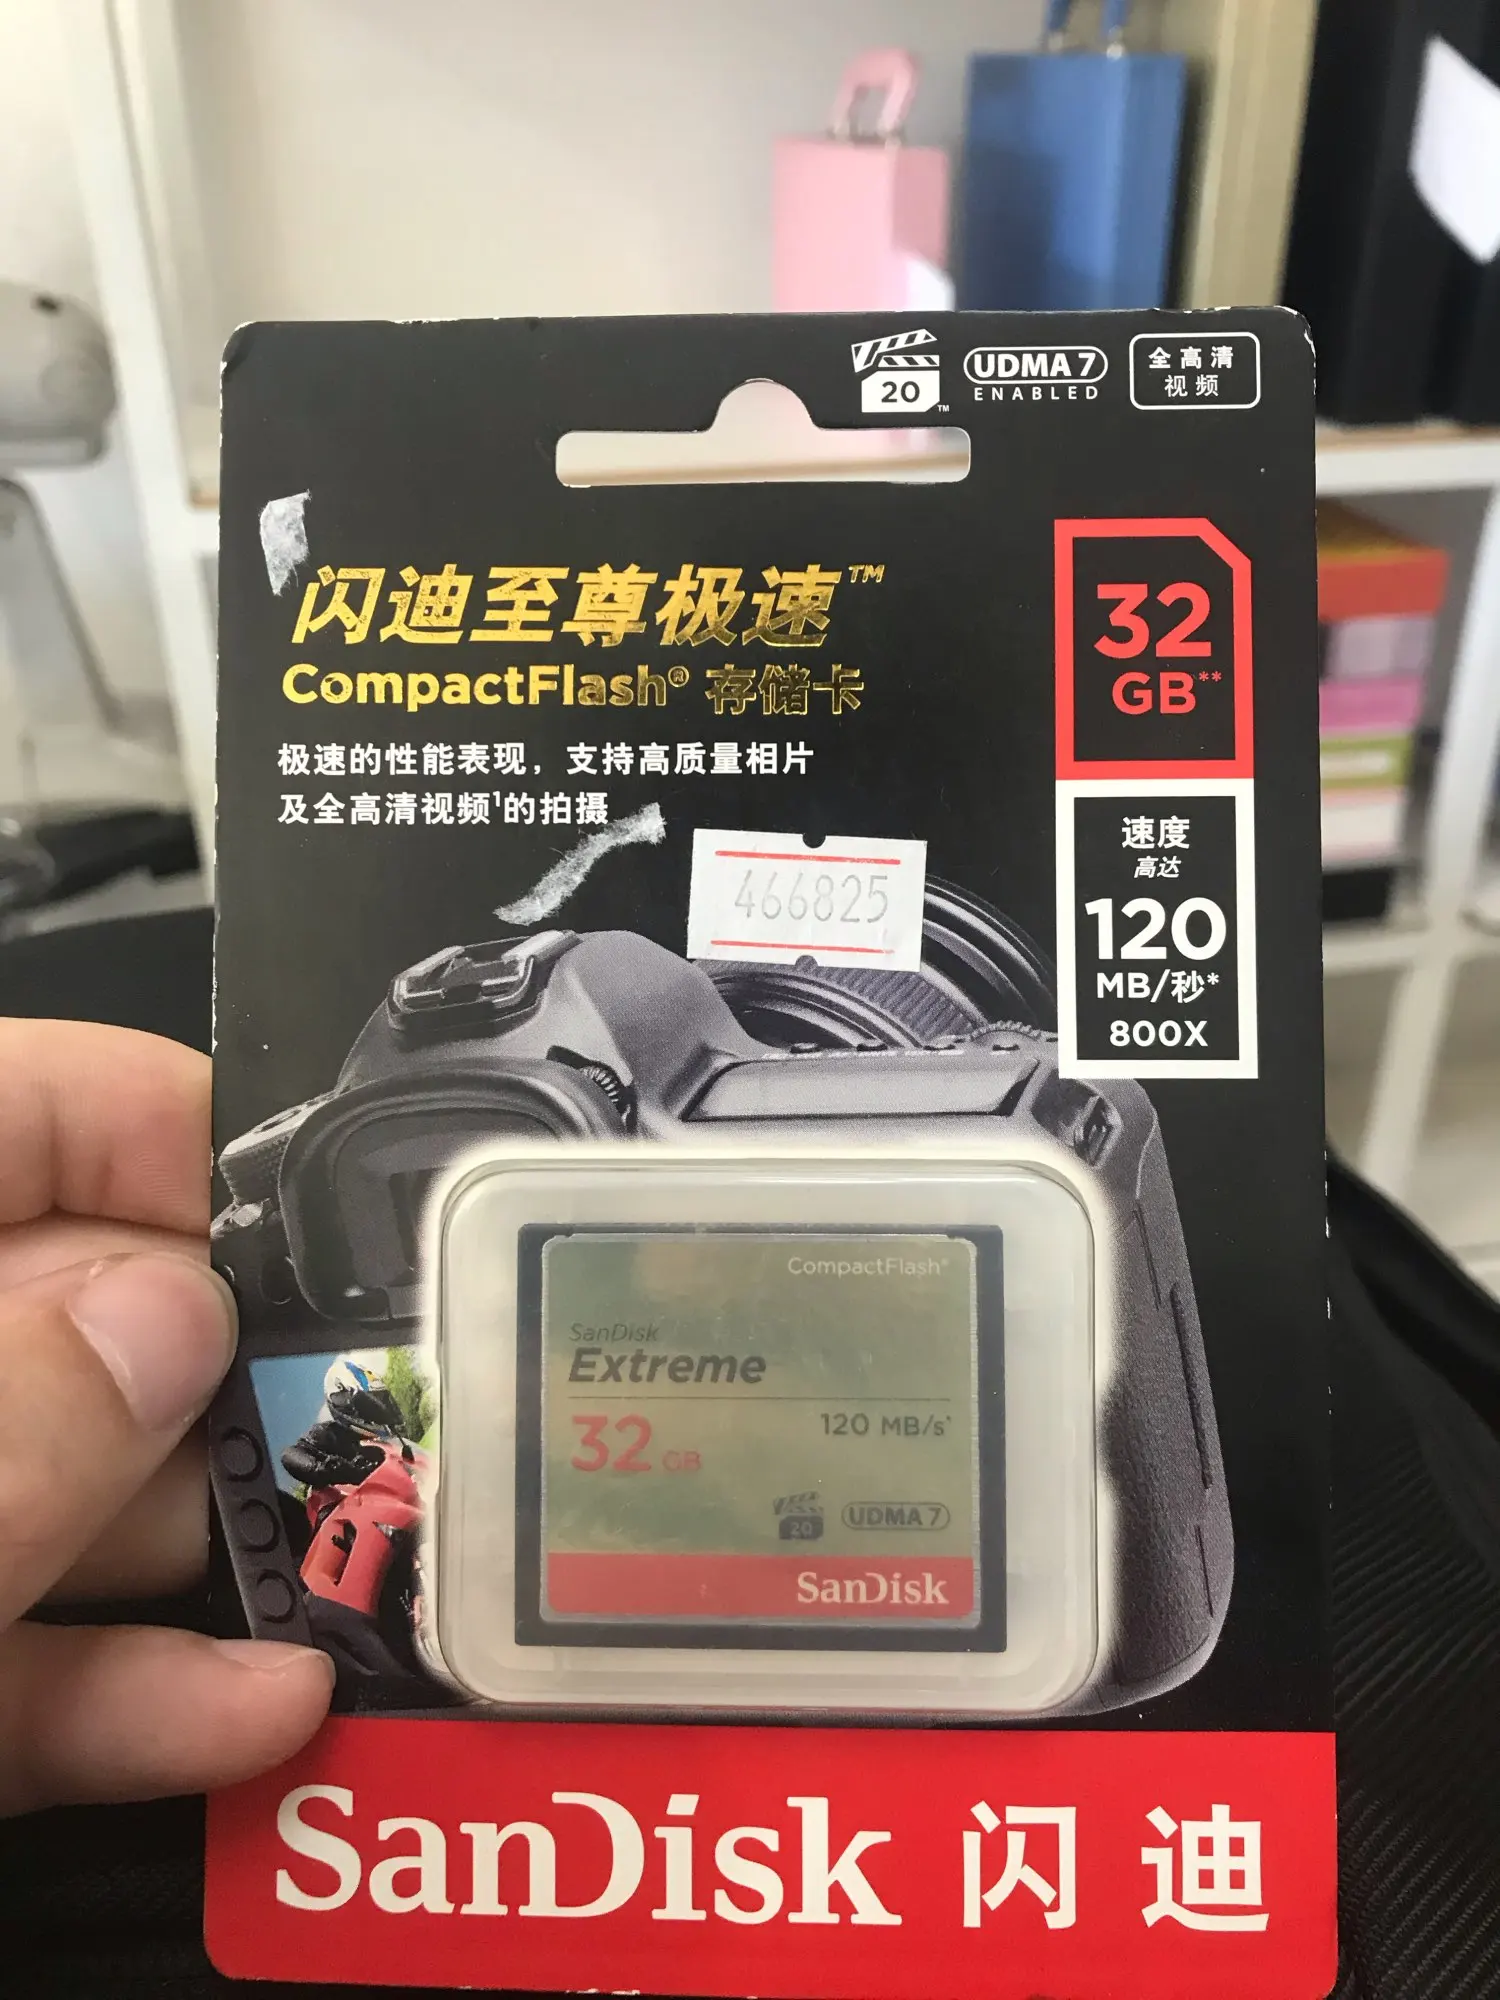 20™
UDMA 7
ENABLED
全高清
视频
闪迪至尊极速™
CompactFlash® 存储卡
极速的性能表现，支持高质量相片
及全高清视频¹的拍摄
32
GB**
速度
高达
120
MB/秒*
800X
466825
CompactFlash®
SanDisk
Extreme
32 GB
120 MB/s*
20
UDMA 7
SanDisk
SanDisk 闪迪